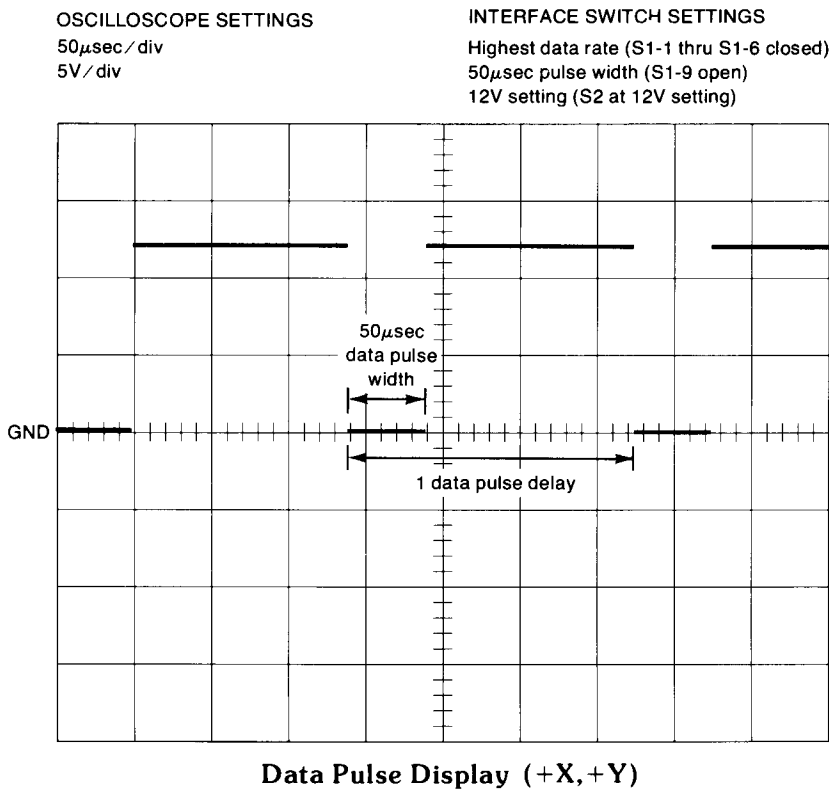 OSCILLOSCOPE SETTINGS
50μsec/div
5V/div
INTERFACE SWITCH SETTINGS
Highest data rate (S1-1 thru S1-6 closed)
50μsec pulse width (S1-9 open)
12V setting (S2 at 12V setting)
50μsec
data pulse
width
GND
1 data pulse delay
Data Pulse Display (+X,+Y)